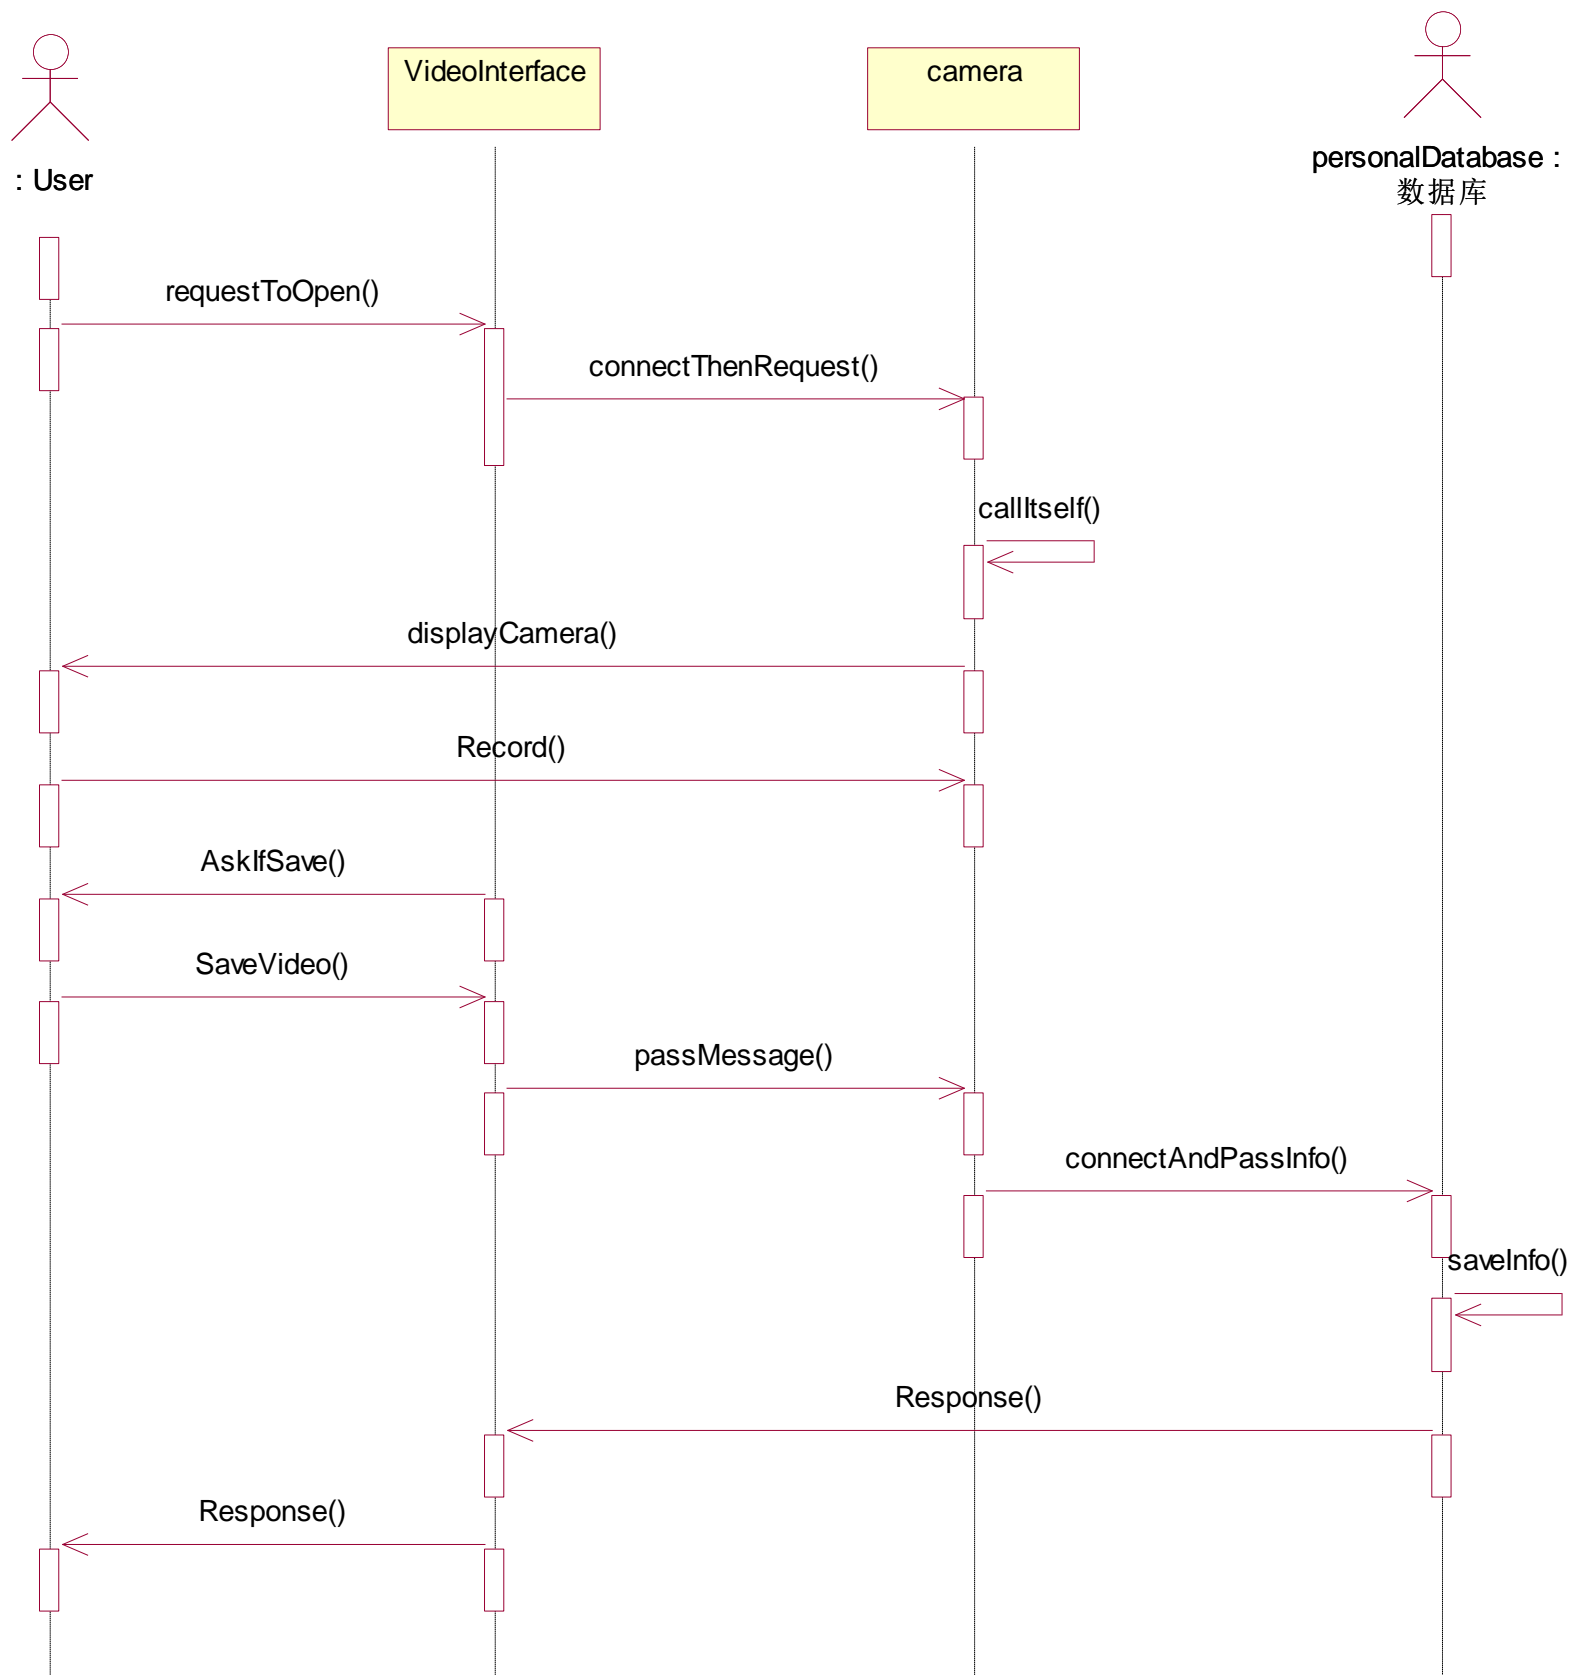 VideoInterface
camera
: User
personalDatabase :
数据库
requestToOpen()
connectThenRequest()
callItself()
displayCamera()
Record()
AskIfSave()
SaveVideo()
passMessage()
connectAndPassInfo()
saveInfo()
Response()
Response()